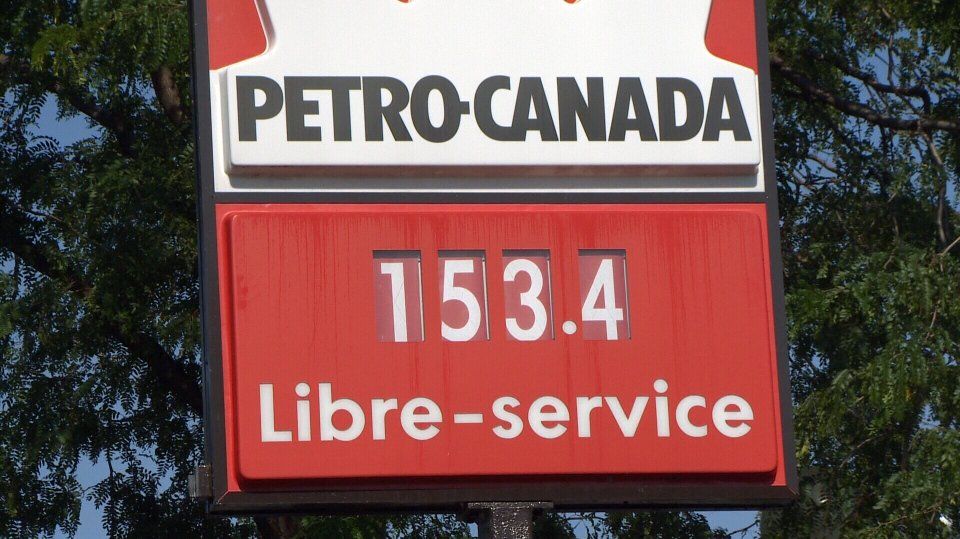 PETRO-CANADA
153.4
Libre-service